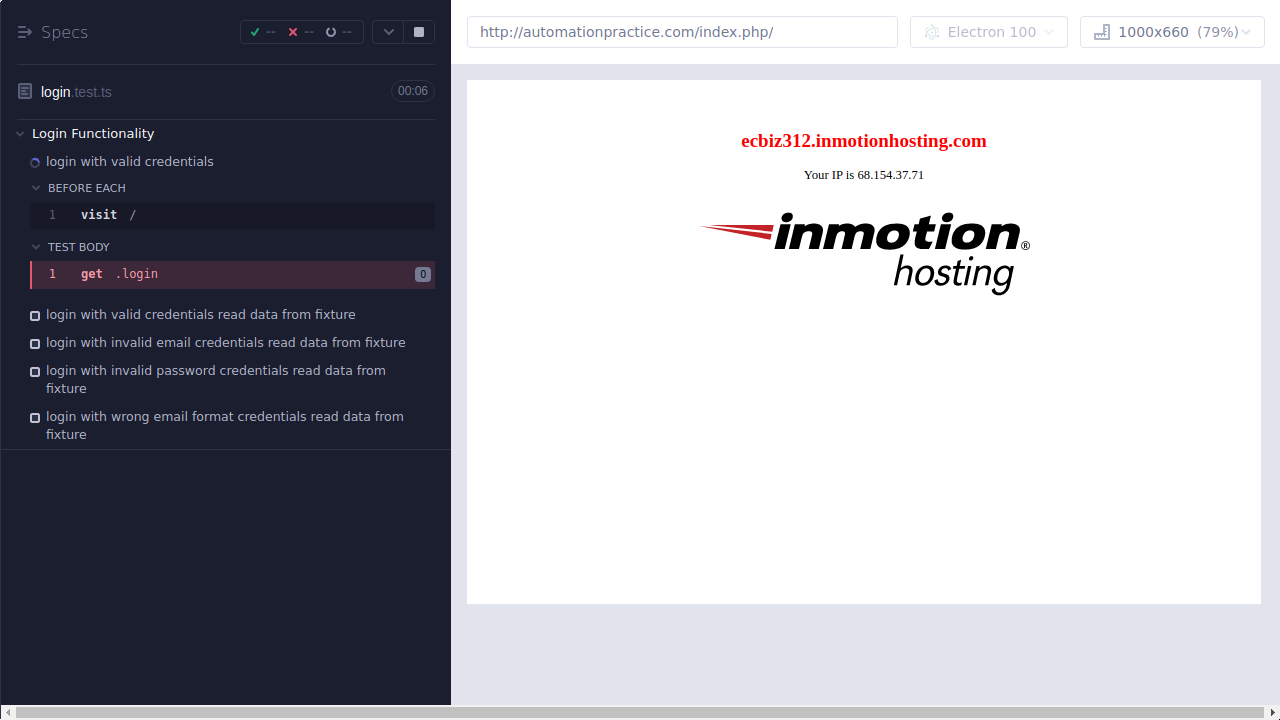 Specs
-- -- --
login.test.ts
00:06
Login Functionality
login with valid credentials
BEFORE EACH
1 visit /
TEST BODY
1 get .login 0
login with valid credentials read data from fixture
login with invalid email credentials read data from fixture
login with invalid password credentials read data from
fixture
login with wrong email format credentials read data from
fixture
http://automationpractice.com/index.php/
Electron 100
1000x660 (79%)
ecbiz312.inmotionhosting.com
Your IP is 68.154.37.71
inmotion®
hosting